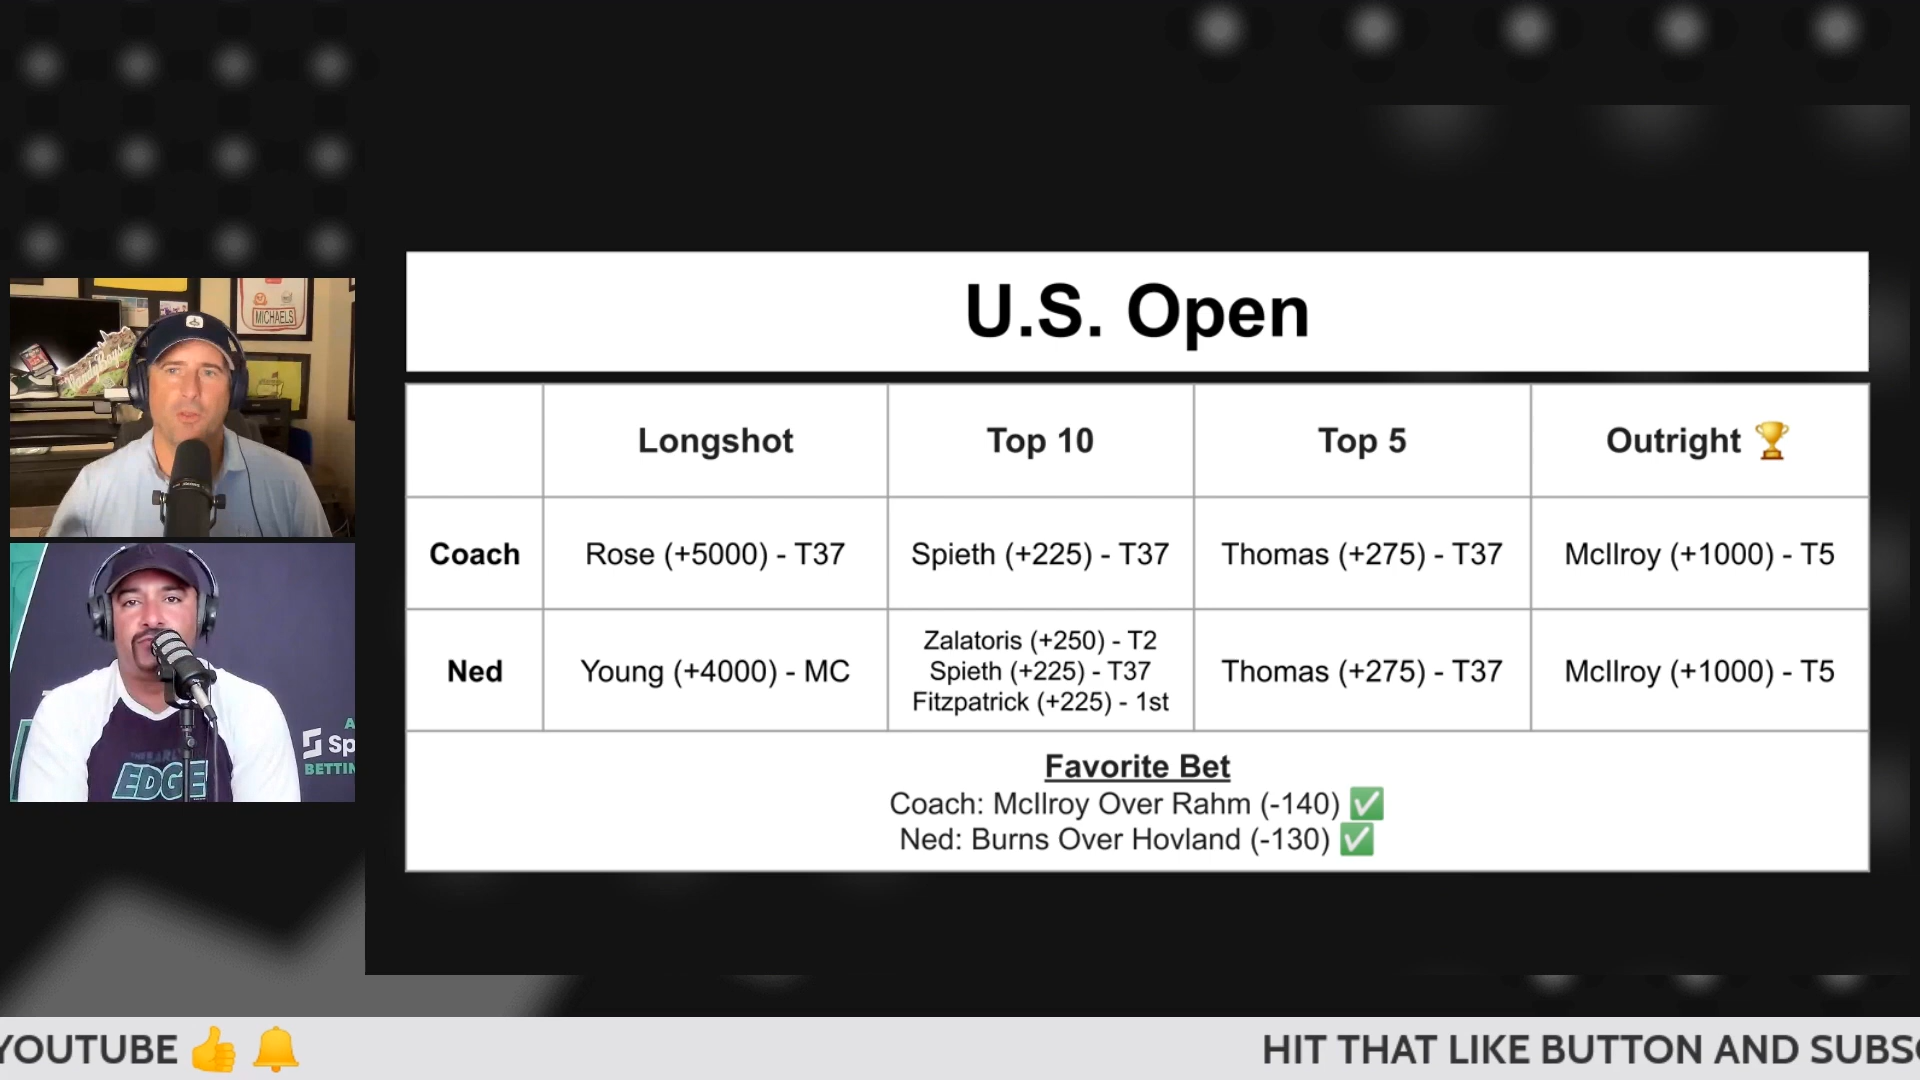 MICHAELS
VandyBoys
EDGE
Sp
BETTIN
U.S. Open
Longshot Top 10 Top 5 Outright 🏆
Coach Rose (+5000) - T37 Spieth (+225) - T37 Thomas (+275) - T37 McIlroy (+1000) - T5
Zalatoris (+250) - T2
Ned Young (+4000) - MC Spieth (+225) - T37 Thomas (+275) - T37 McIlroy (+1000) - T5
Fitzpatrick (+225) - 1st
Favorite Bet
Coach: McIlroy Over Rahm (-140) ✅
Ned: Burns Over Hovland (-130) ✅
YOUTUBE 👍 🔔 HIT THAT LIKE BUTTON AND SUBS